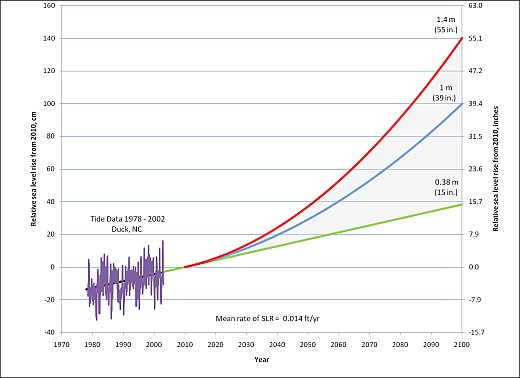 160
140
120
100
80
60
40
20
0
-20
-40
Relative sea level rise from 2010, cm
1.4 m
(55 in.)
1 m
(39 in.)
0.38 m
(15 in.)
Tide Data 1978 - 2002
Duck, NC
Mean rate of SLR = 0.014 ft/yr
63.0
55.1
47.2
39.4
31.5
23.6
15.7
7.9
0.0
-7.9
-15.7
Relative sea level rise from 2010, inches
1970 1980 1990 2000 2010 2020 2030 2040 2050 2060 2070 2080 2090 2100
Year